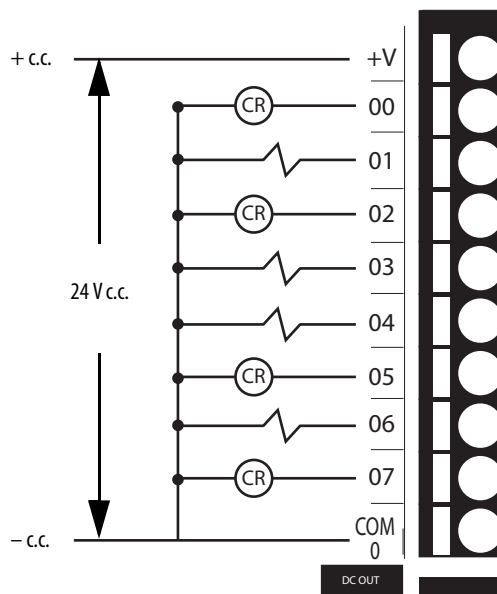 + c.c.
+V
CR
00
01
CR
02
03
24 V c.c.
04
CR
05
06
CR
07
COM
0
– c.c.
DC OUT